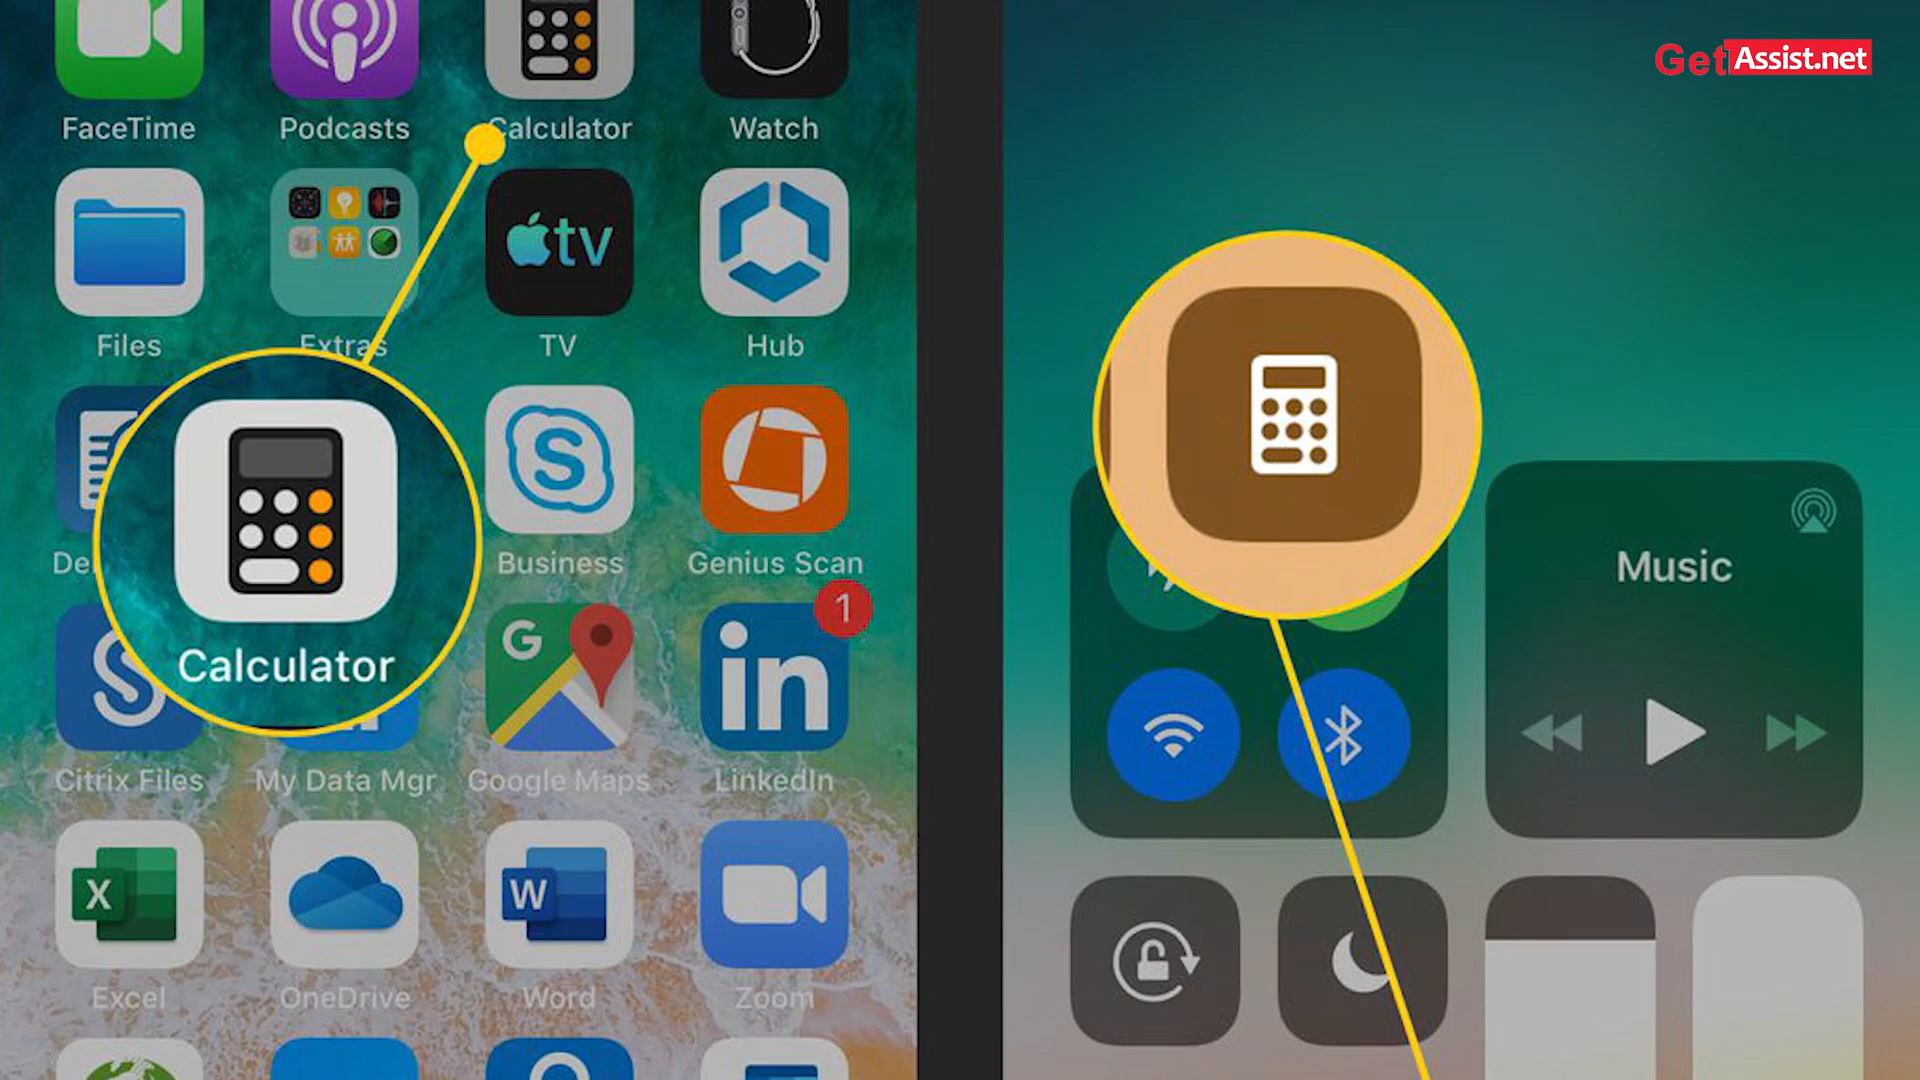 GetAssist.net
FaceTime Podcasts Calculator Watch
tv
Files Extras TV Hub
S
Business Genius Scan
Calculator
G in 1
Citrix Files My Data Mgr Google Maps LinkedIn
X W
Excel OneDrive Word Zoom
Music